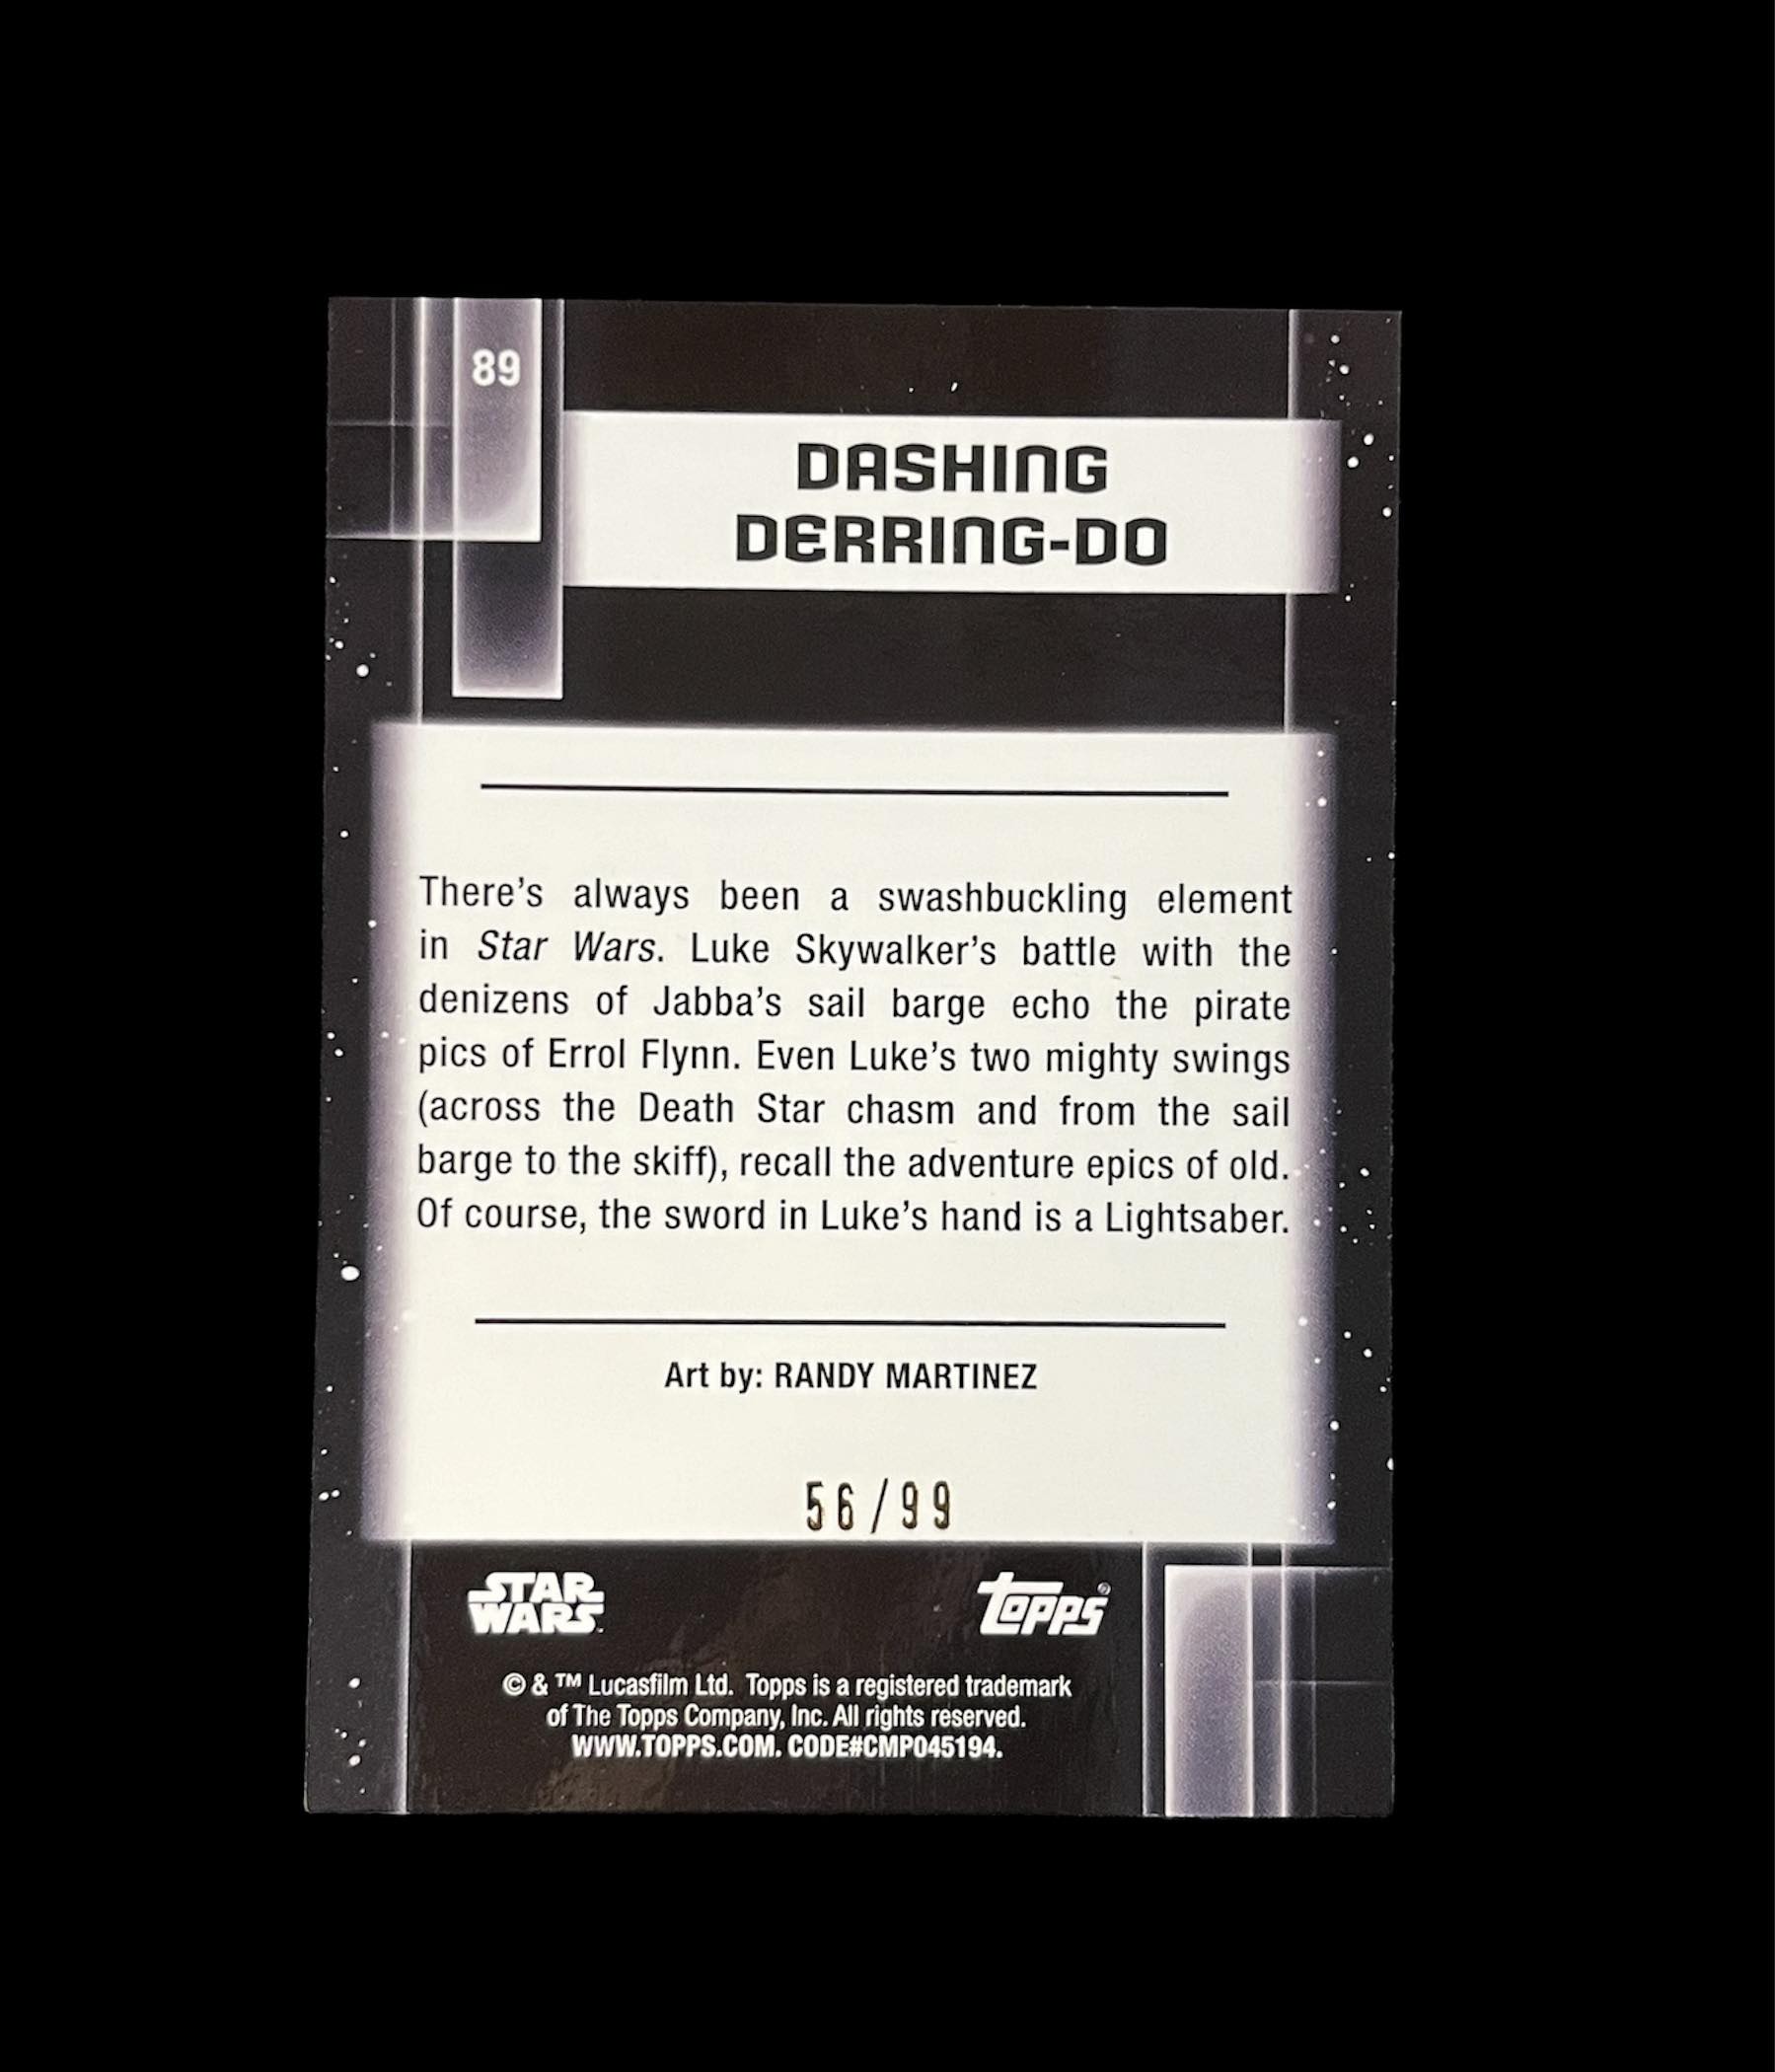 89
DASHING
DERRING-DO
There's always been a swashbuckling element
in Star Wars. Luke Skywalker's battle with the
denizens of Jabba's sail barge echo the pirate
pics of Errol Flynn. Even Luke's two mighty swings
(across the Death Star chasm and from the sail
barge to the skiff), recall the adventure epics of old.
Of course, the sword in Luke's hand is a Lightsaber.
Art by: RANDY MARTINEZ
56/99
STAR
WARS
Topps®
© & ™ Lucasfilm Ltd. Topps is a registered trademark
of The Topps Company, Inc. All rights reserved.
WWW.TOPPS.COM. CODE#CMP045194.